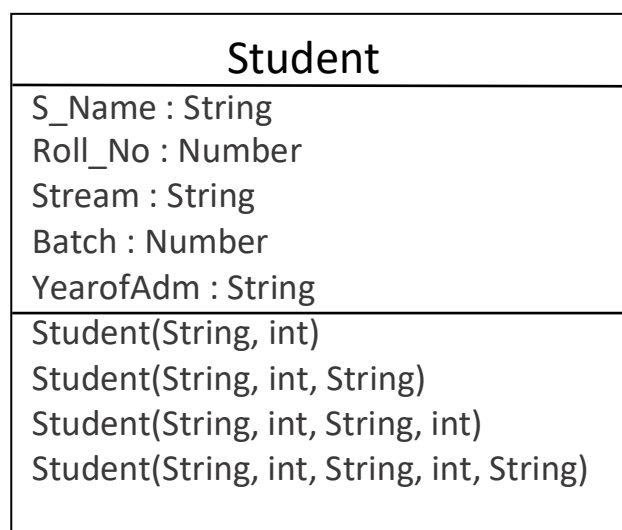 Student
S_Name : String
Roll_No : Number
Stream : String
Batch : Number
YearofAdm : String
Student(String, int)
Student(String, int, String)
Student(String, int, String, int)
Student(String, int, String, int, String)